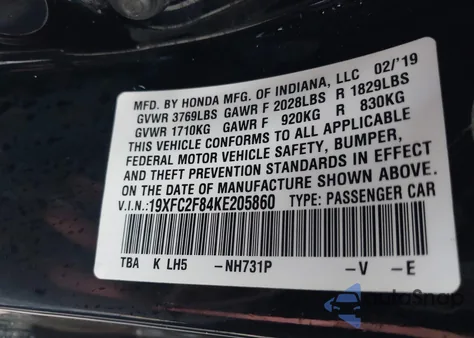 MFD. BY HONDA MFG. OF INDIANA, LLC 02/'19
GVWR 3769LBS GAWR F 2028LBS R 1829LBS
GVWR 1710KG GAWR F 920KG R 830KG
THIS VEHICLE CONFORMS TO ALL APPLICABLE
FEDERAL MOTOR VEHICLE SAFETY, BUMPER,
AND THEFT PREVENTION STANDARDS IN EFFECT
ON THE DATE OF MANUFACTURE SHOWN ABOVE.
V.I.N.:19XFC2F84KE205860 TYPE: PASSENGER CAR
TBA K LH5 -NH731P -V -E
AutoSnap